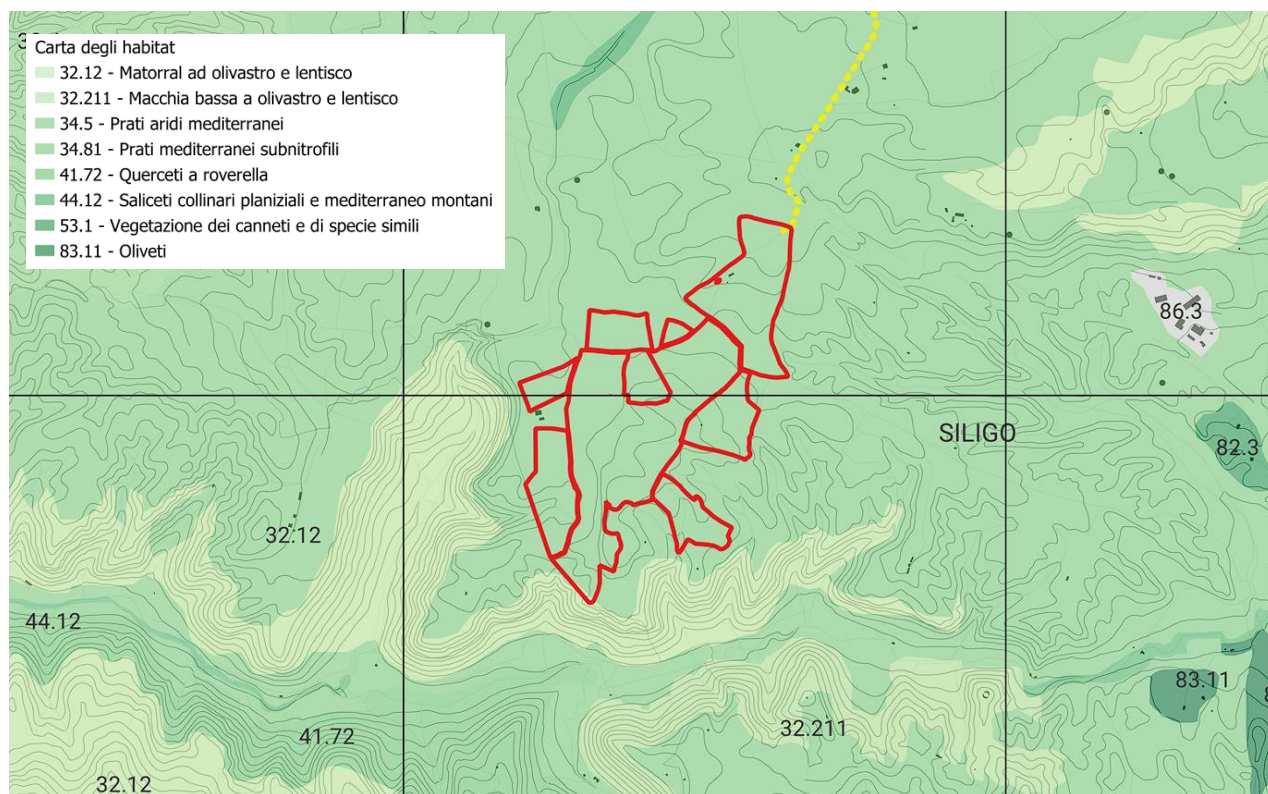 Carta degli habitat
32.12 - Matorral ad olivastro e lentisco
32.211 - Macchia bassa a olivastro e lentisco
34.5 - Prati aridi mediterranei
34.81 - Prati mediterranei subnitrofili
41.72 - Querceti a roverella
44.12 - Saliceti collinari planiziali e mediterraneo montani
53.1 - Vegetazione dei canneti e di specie simili
83.11 - Oliveti
86.3
SILIGO
82.3
32.12
44.12
83.11
32.211
41.72
32.12